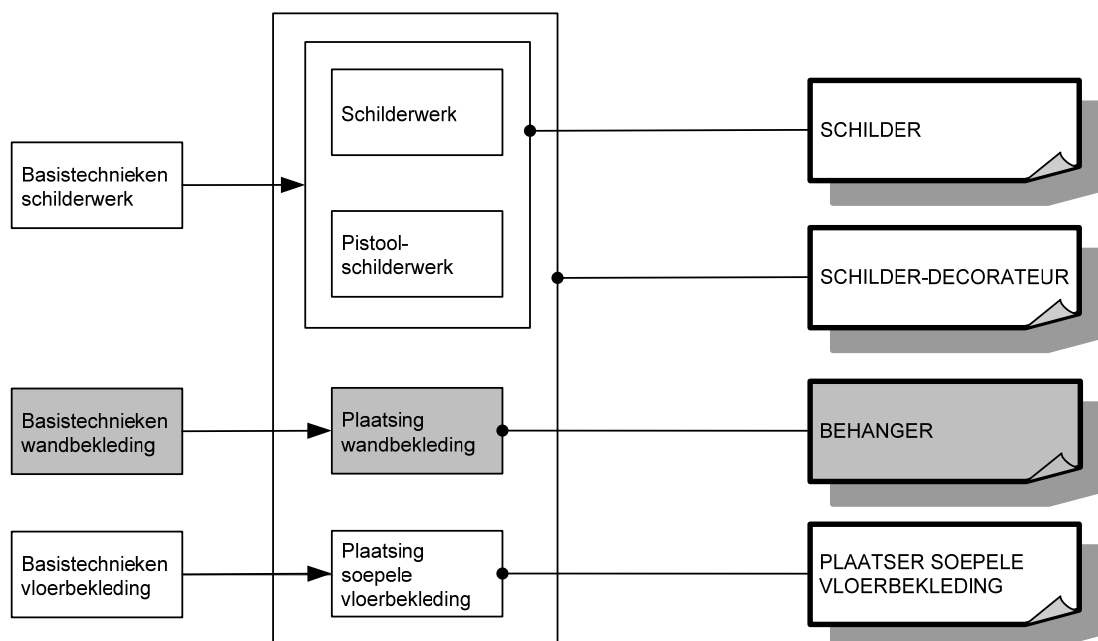 Schilderwerk
SCHILDER
Basistechnieken
schilderwerk
Pistool-
schilderwerk
SCHILDER-DECORATEUR
Basistechnieken
wandbekleding
Plaatsing
wandbekleding
BEHANGER
Basistechnieken
vloerbekleding
Plaatsing
soepele
vloerbekleding
PLAATSER SOEPELE
VLOERBEKLEDING